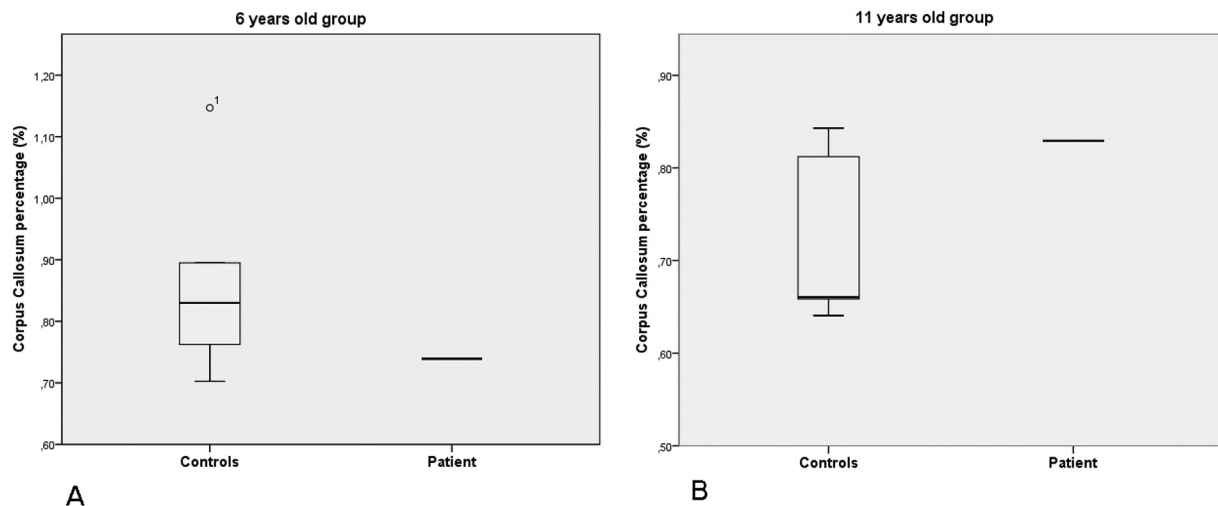 6 years old group
Corpus Callosum percentage (%)
1,20
1,10
1,00
,90
,80
,70
,60
1
Controls
Patient
A
11 years old group
Corpus Callosum percentage (%)
,90
,80
,70
,60
,50
Controls
Patient
B